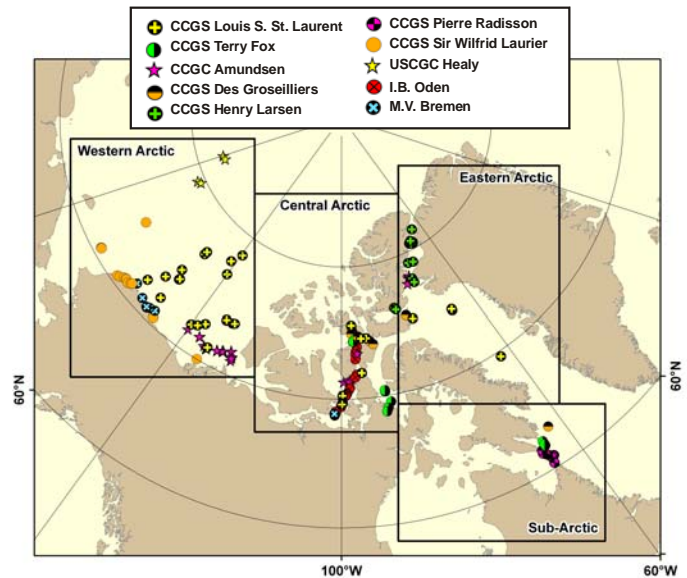 CCGS Louis S. St. Laurent
CCGS Terry Fox
CCGC Amundsen
CCGS Des Groseilliers
CCGS Henry Larsen
CCGS Pierre Radisson
CCGS Sir Wilfrid Laurier
USCGC Healy
I.B. Oden
M.V. Bremen
Western Arctic
Central Arctic
Eastern Arctic
Sub-Arctic
60°N
60°N
100°W
60°W